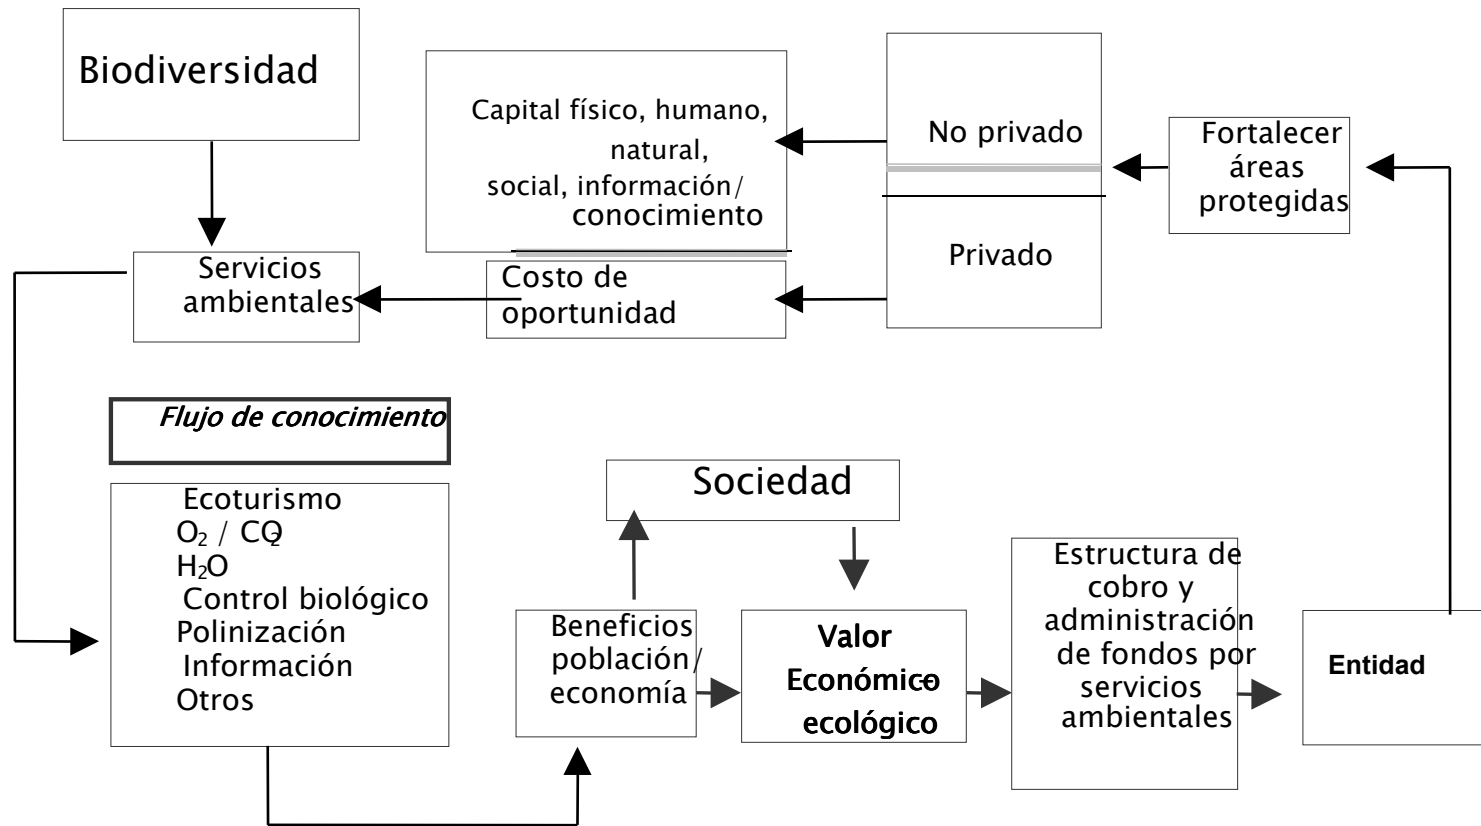 Biodiversidad
Capital físico, humano,
natural,
social, información/
conocimiento
No privado
Privado
Fortalecer
áreas
protegidas
Servicios
ambientales
Costo de
oportunidad
Flujo de conocimiento
Ecoturismo
O₂ / CO₂
H₂O
Control biológico
Polinización
Información
Otros
Sociedad
Beneficios
población/
economía
Valor
Económico-
ecológico
Estructura de
cobro y
administración
de fondos por
servicios
ambientales
Entidad